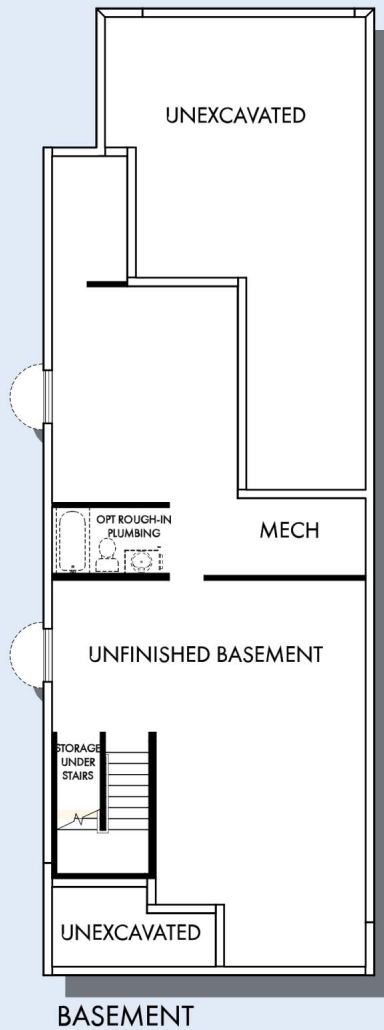 UNEXCAVATED
OPT ROUGH-IN
PLUMBING
MECH
UNFINISHED BASEMENT
STORAGE
UNDER
STAIRS
UNEXCAVATED
BASEMENT